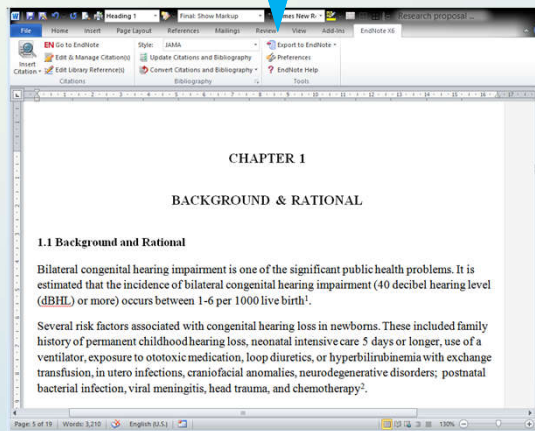 Heading 1 Final: Show Markup Research proposal ...
File Home Insert Page Layout References Mailings Review View Add-Ins EndNote X6
EN Go to EndNote Style: JAMA Export to EndNote
Insert Citation Edit & Manage Citation(s) Update Citations and Bibliography Preferences
Edit Library Reference(s) Convert Citations and Bibliography ? EndNote Help
Citations Bibliography Tools
CHAPTER 1
BACKGROUND & RATIONAL
1.1 Background and Rational
Bilateral congenital hearing impairment is one of the significant public health problems. It is
estimated that the incidence of bilateral congenital hearing impairment (40 decibel hearing level
(dBHL) or more) occurs between 1-6 per 1000 live birth¹.
Several risk factors associated with congenital hearing loss in newborns. These included family
history of permanent childhood hearing loss, neonatal intensive care 5 days or longer, use of a
ventilator, exposure to ototoxic medication, loop diuretics, or hyperbilirubinemia with exchange
transfusion, in utero infections, craniofacial anomalies, neurodegenerative disorders; postnatal
bacterial infection, viral meningitis, head trauma, and chemotherapy².
Page: 5 of 19 Words: 3,210 English (U.S.) 130%